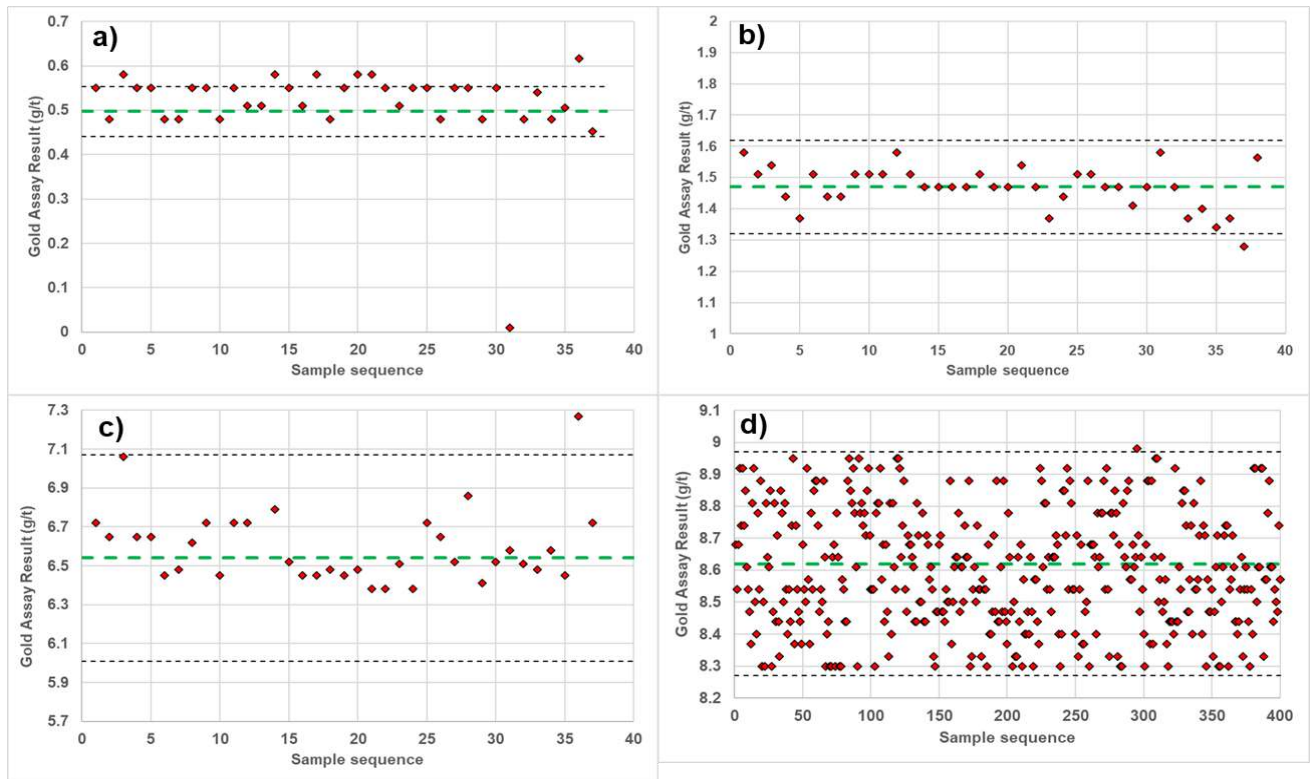 a)
Gold Assay Result (g/t)
0.7
0.6
0.5
0.4
0.3
0.2
0.1
0
0 5 10 15 20 25 30 35 40
Sample sequence
b)
Gold Assay Result (g/t)
2
1.9
1.8
1.7
1.6
1.5
1.4
1.3
1.2
1.1
1
0 5 10 15 20 25 30 35 40
Sample sequence
c)
Gold Assay Result (g/t)
7.3
7.1
6.9
6.7
6.5
6.3
6.1
5.9
5.7
0 5 10 15 20 25 30 35 40
Sample sequence
d)
Gold Assay Result (g/t)
9.1
9
8.9
8.8
8.7
8.6
8.5
8.4
8.3
8.2
0 50 100 150 200 250 300 350 400
Sample sequence